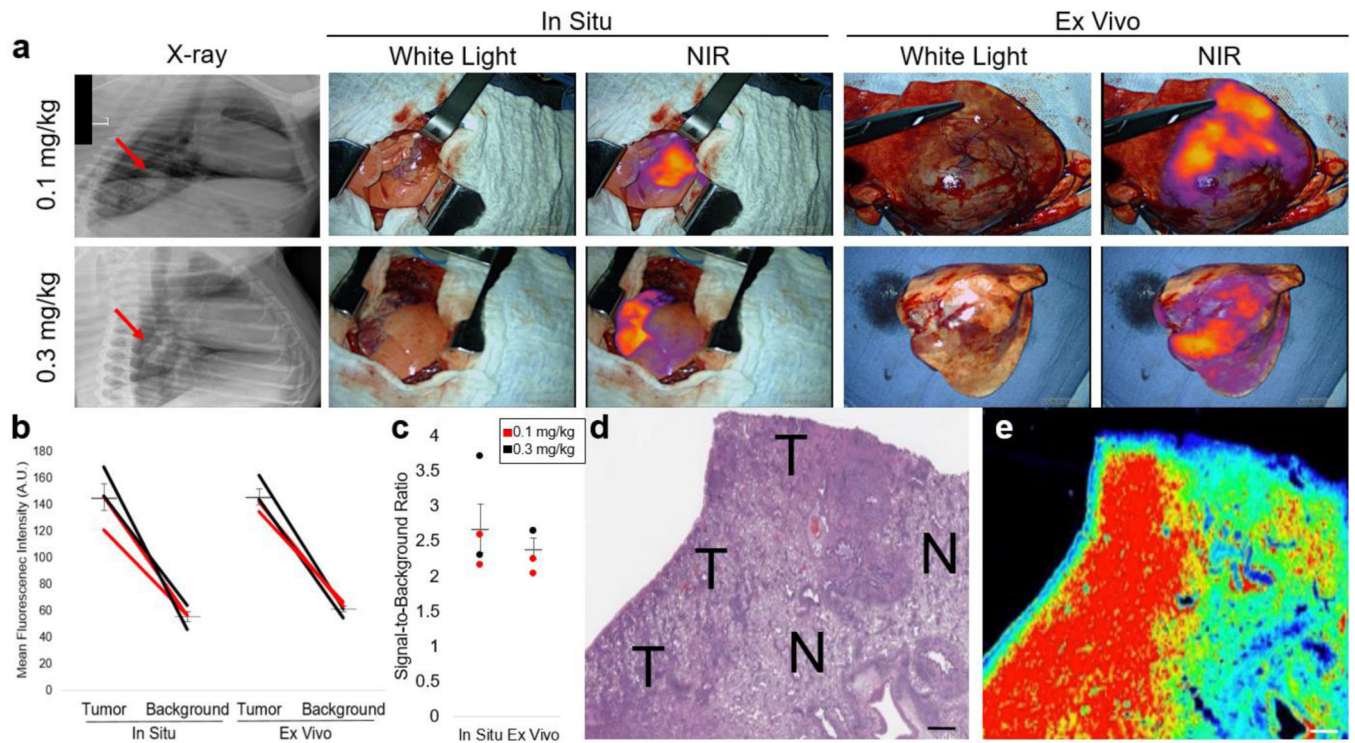 In Situ
Ex Vivo
a
X-ray
White Light
NIR
White Light
NIR
0.1 mg/kg
0.3 mg/kg
b
Mean Fluorescenec Intensity (A.U.)
180
160
140
120
100
80
60
40
20
0
Tumor Background
Tumor Background
In Situ
Ex Vivo
c
0.1 mg/kg
0.3 mg/kg
Signal-to-Background Ratio
4
3.5
3
2.5
2
1.5
1
0.5
0
In Situ Ex Vivo
d
T
T
N
T
N
e